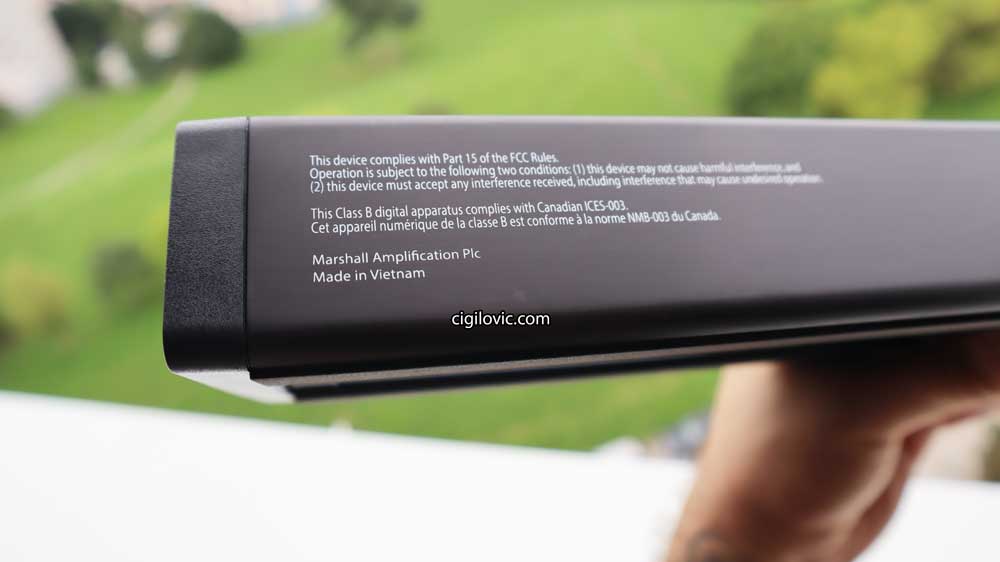 This device complies with Part 15 of the FCC Rules.
Operation is subject to the following two conditions: (1) this device may not cause harmful interference, and
(2) this device must accept any interference received, including interference that may cause undesired operation.
This Class B digital apparatus complies with Canadian ICES-003.
Cet appareil numérique de la classe B est conforme à la norme NMB-003 du Canada.
Marshall Amplification Plc
Made in Vietnam
cigilovic.com